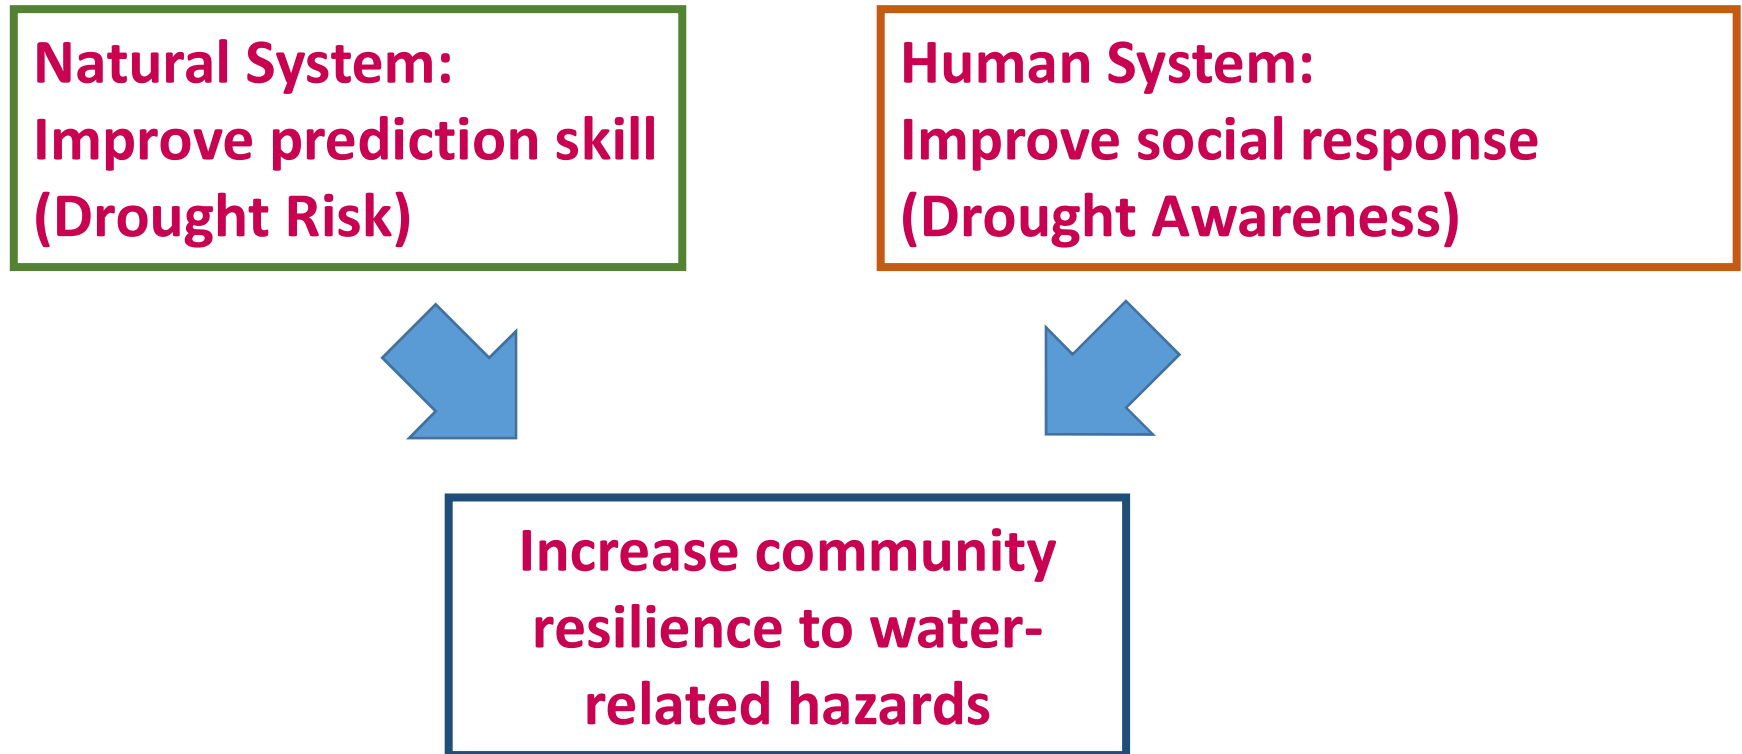 Natural System:
Improve prediction skill
(Drought Risk)
Human System:
Improve social response
(Drought Awareness)
Increase community
resilience to water-
related hazards